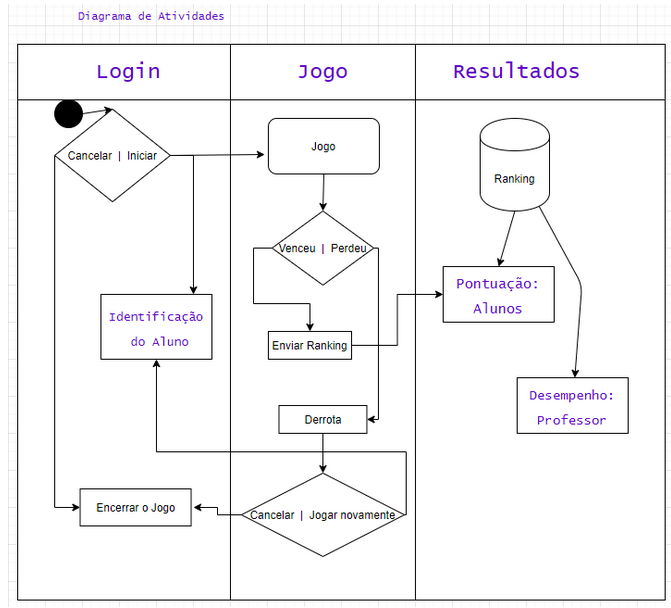 Diagrama de Atividades
Login
Jogo
Resultados
Cancelar | Iniciar
Jogo
Ranking
Venceu | Perdeu
Identificação
do Aluno
Enviar Ranking
Pontuação:
Alunos
Derrota
Desempenho:
Professor
Encerrar o Jogo
Cancelar | Jogar novamente